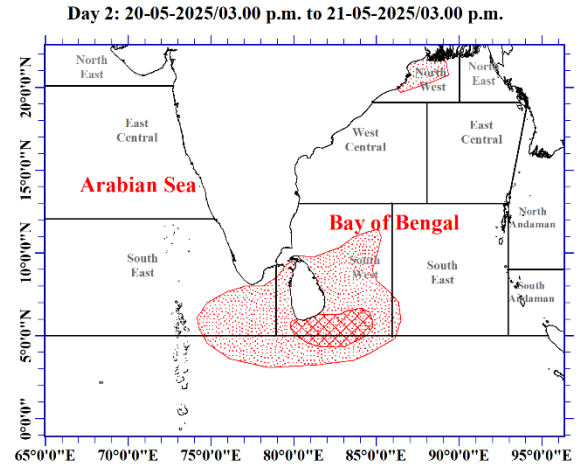 Day 2: 20-05-2025/03.00 p.m. to 21-05-2025/03.00 p.m.
North
East
North
West
North
East
East
Central
West
Central
East
Central
Arabian Sea
Bay of Bengal
North
Andaman
South
East
South
West
South
East
South
Andaman
20°0'0"N
15°0'0"N
10°0'0"N
5°0'0"N
0°0'0"
65°0'0"E
70°0'0"E
75°0'0"E
80°0'0"E
85°0'0"E
90°0'0"E
95°0'0"E